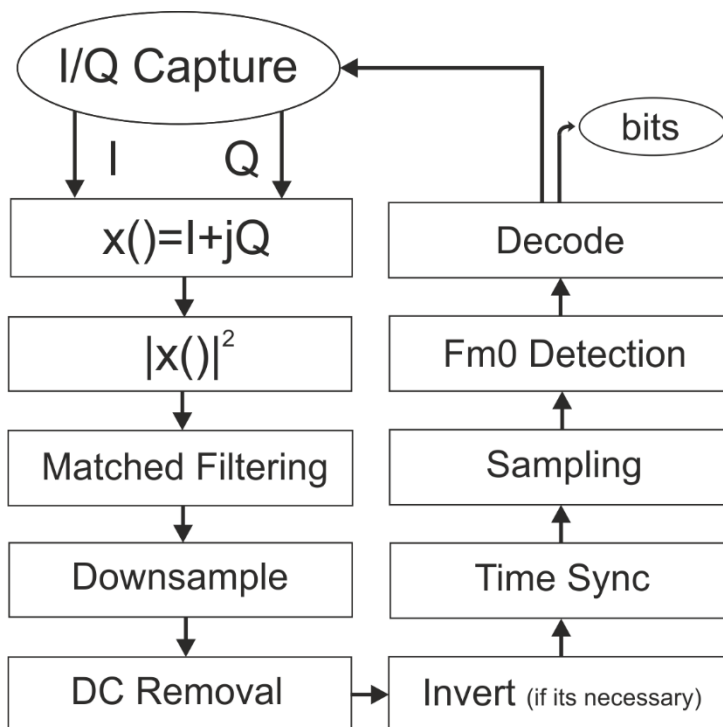 I/Q Capture
I
Q
x()=I+jQ
|x()|²
Matched Filtering
Downsample
DC Removal
Invert (if its necessary)
Time Sync
Sampling
Fm0 Detection
Decode
bits